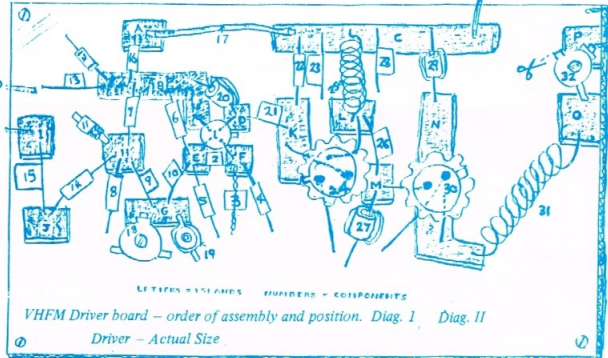 A
17
C
P
16
22
23
28
29
32
13
B
20
21
K
L
N
O
7
6
D
1
26
15
E
2
F
24
M
30
14
8
9
10
5
3
4
27
31
J
G
18
19
LETTERS = ISLANDS NUMBERS = COMPONENTS
VHFM Driver board – order of assembly and position. Diag. 1 Diag. II
Driver – Actual Size